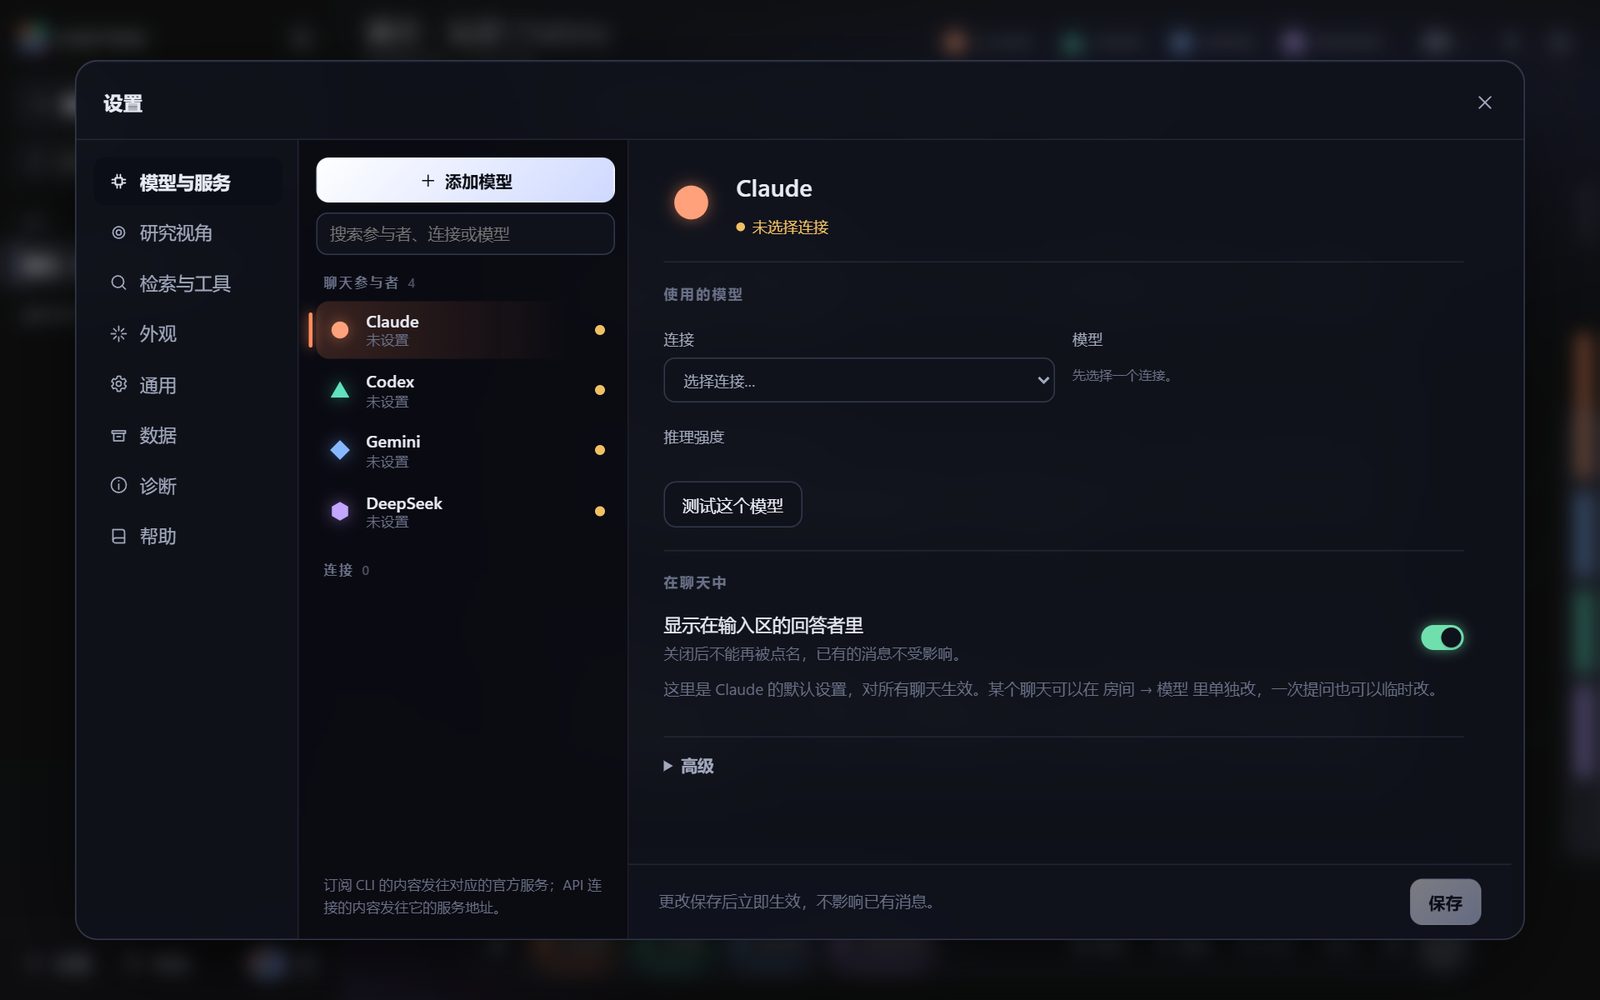 设置
模型与服务
研究视角
检索与工具
外观
通用
数据
诊断
帮助
+ 添加模型
搜索参与者、连接或模型
聊天参与者 4
Claude
未设置
Codex
未设置
Gemini
未设置
DeepSeek
未设置
连接 0
订阅 CLI 的内容发往对应的官方服务；API 连
接的内容发往它的服务地址。
Claude
未选择连接
使用的模型
连接
选择连接...
模型
先选择一个连接。
推理强度
测试这个模型
在聊天中
显示在输入区的回答者里
关闭后不能再被点名，已有的消息不受影响。
这里是 Claude 的默认设置，对所有聊天生效。某个聊天可以在 房间 → 模型 里单独改，一次提问也可以临时改。
高级
更改保存后立即生效，不影响已有消息。
保存